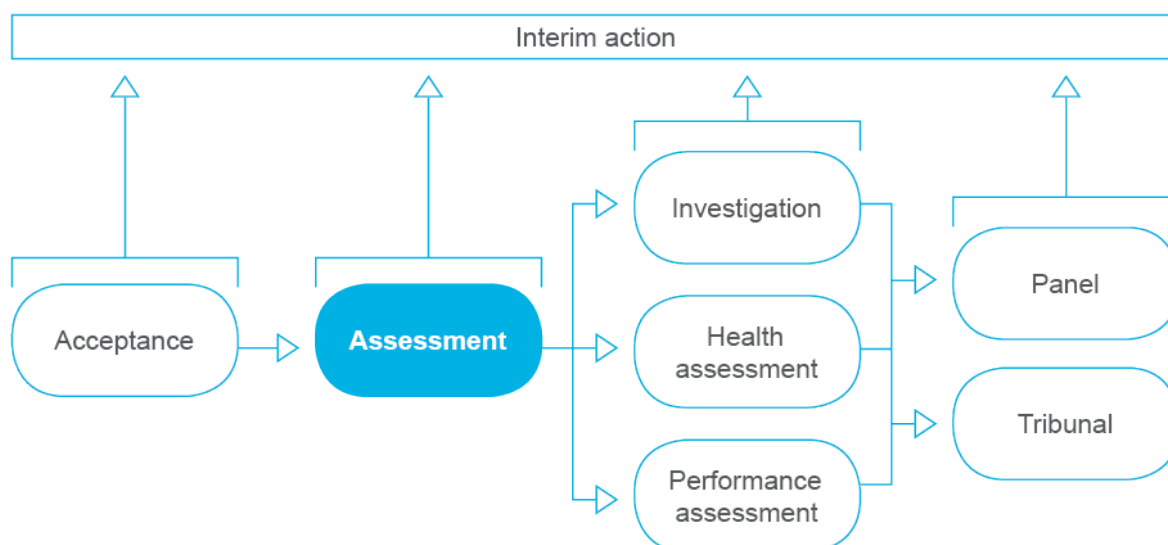 Interim action
Acceptance
Assessment
Investigation
Health
assessment
Performance
assessment
Panel
Tribunal